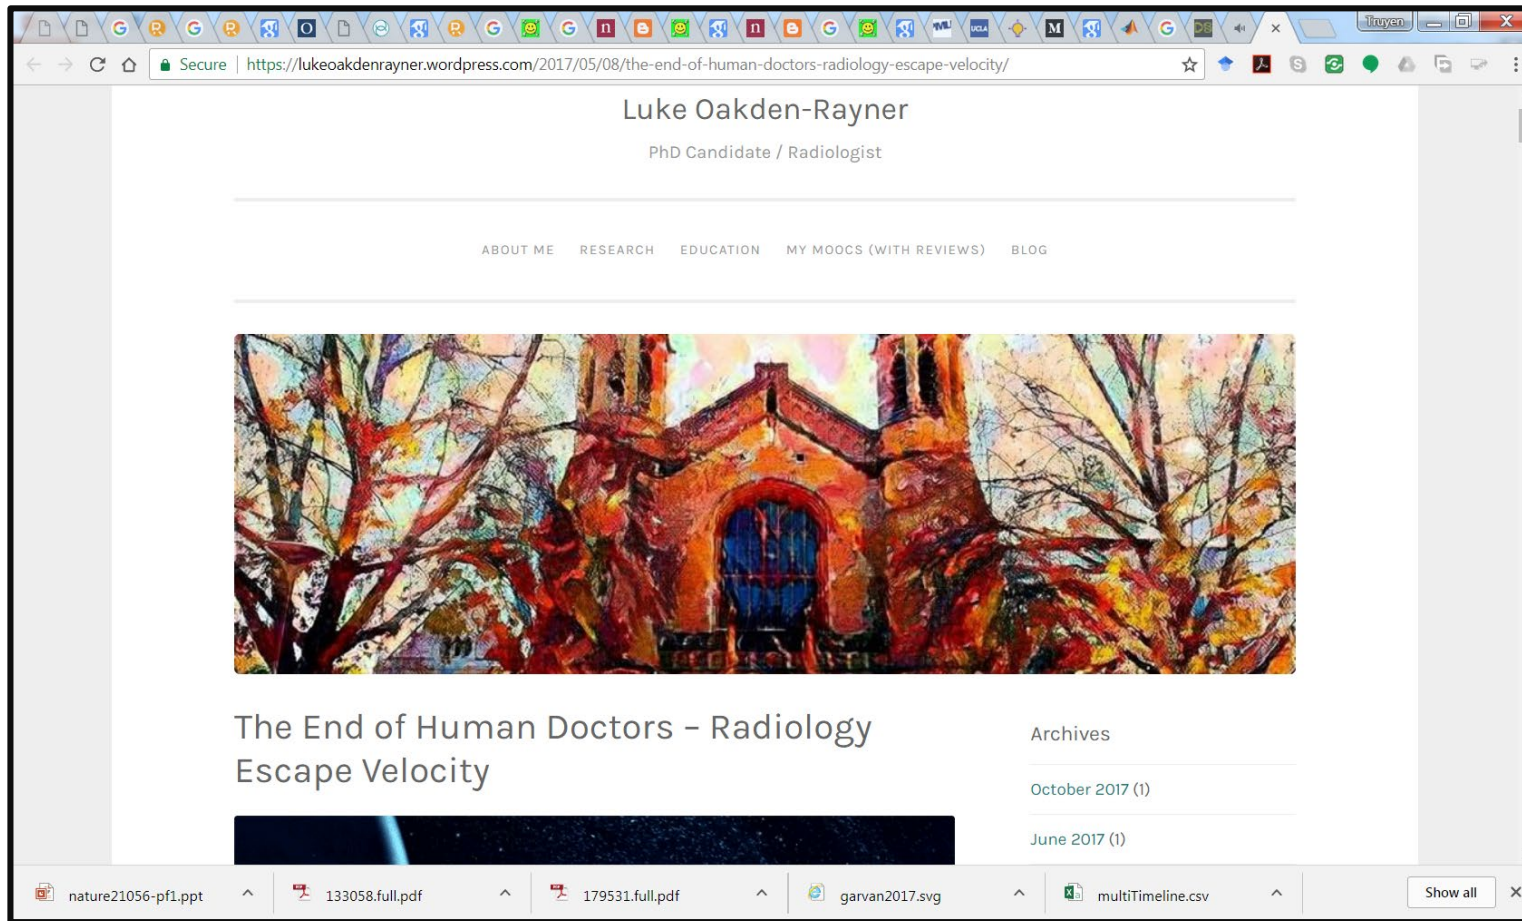 Truyen
Secure https://lukeoakdenrayner.wordpress.com/2017/05/08/the-end-of-human-doctors-radiology-escape-velocity/
Luke Oakden-Rayner
PhD Candidate / Radiologist
ABOUT ME RESEARCH EDUCATION MY MOOCS (WITH REVIEWS) BLOG
The End of Human Doctors – Radiology
Escape Velocity
Archives
October 2017 (1)
June 2017 (1)
nature21056-pf1.ppt 133058.full.pdf 179531.full.pdf garvan2017.svg multiTimeline.csv Show all